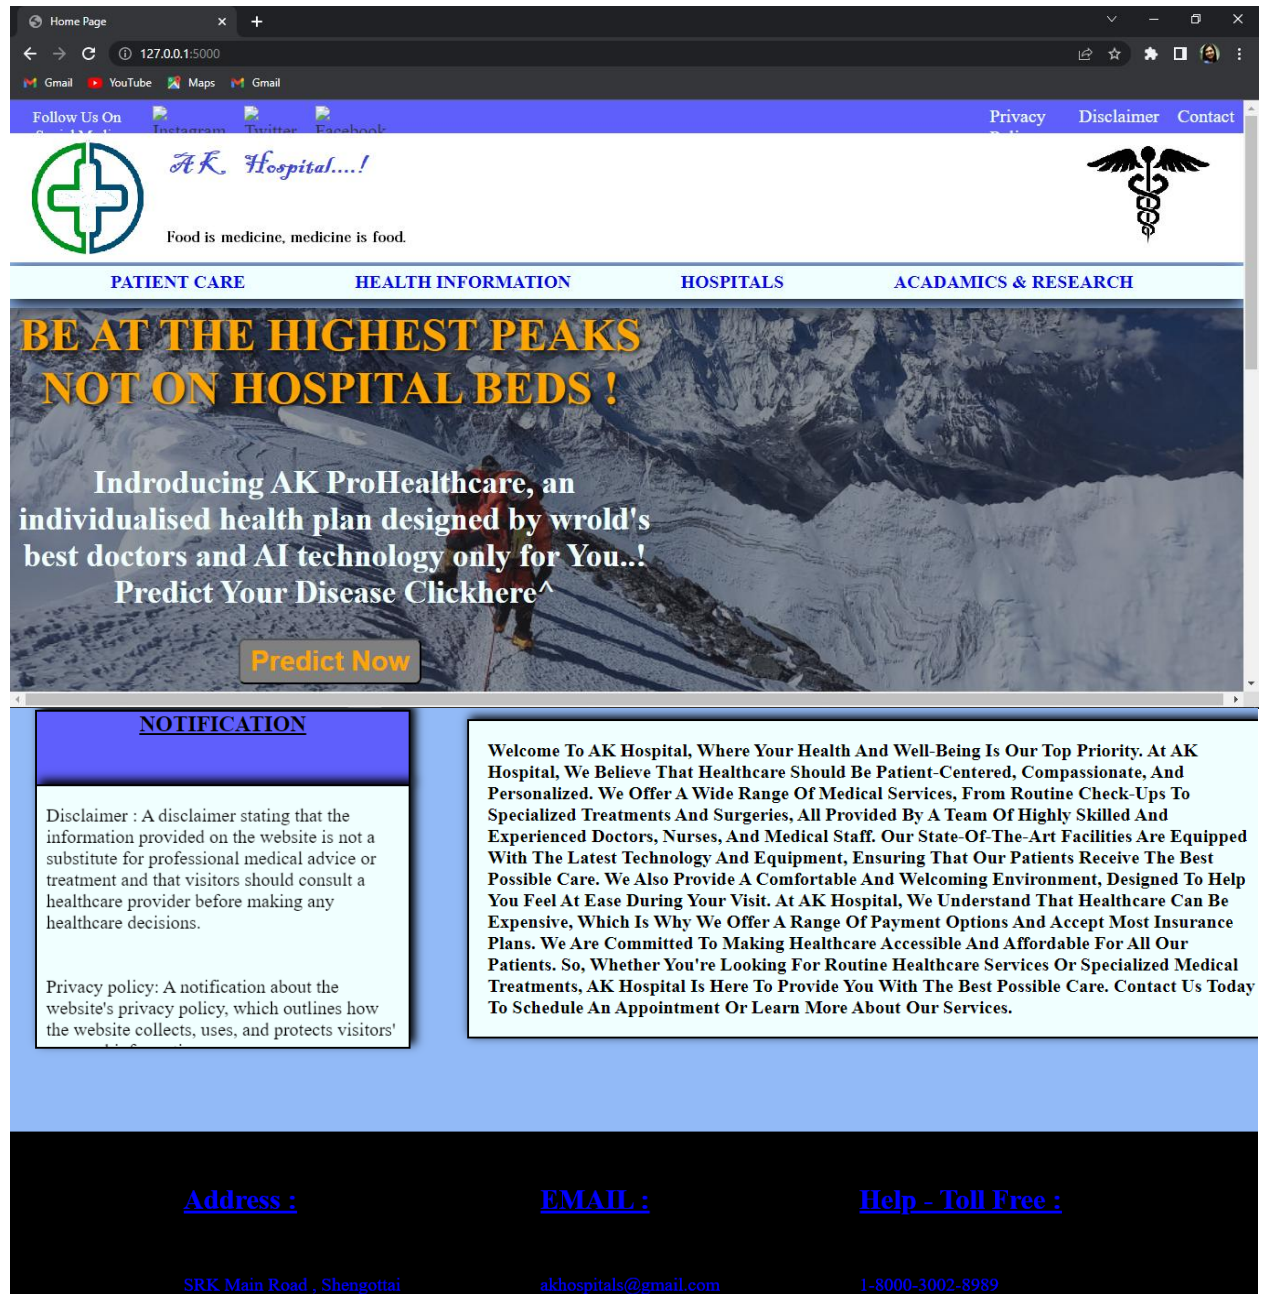 Home Page
127.0.0.1:5000
Gmail YouTube Maps Gmail
Follow Us On
Instagram Twitter Facebook
Privacy Disclaimer Contact
AK Hospital....!
Food is medicine, medicine is food.
PATIENT CARE HEALTH INFORMATION HOSPITALS ACADAMICS & RESEARCH
BE AT THE HIGHEST PEAKS
NOT ON HOSPITAL BEDS !
Indroducing AK ProHealthcare, an
individualised health plan designed by wrold's
best doctors and AI technology only for You..!
Predict Your Disease Clickhere^
Predict Now
NOTIFICATION
Disclaimer : A disclaimer stating that the
information provided on the website is not a
substitute for professional medical advice or
treatment and that visitors should consult a
healthcare provider before making any
healthcare decisions.
Privacy policy: A notification about the
website's privacy policy, which outlines how
the website collects, uses, and protects visitors'
Welcome To AK Hospital, Where Your Health And Well-Being Is Our Top Priority. At AK
Hospital, We Believe That Healthcare Should Be Patient-Centered, Compassionate, And
Personalized. We Offer A Wide Range Of Medical Services, From Routine Check-Ups To
Specialized Treatments And Surgeries, All Provided By A Team Of Highly Skilled And
Experienced Doctors, Nurses, And Medical Staff. Our State-Of-The-Art Facilities Are Equipped
With The Latest Technology And Equipment, Ensuring That Our Patients Receive The Best
Possible Care. We Also Provide A Comfortable And Welcoming Environment, Designed To Help
You Feel At Ease During Your Visit. At AK Hospital, We Understand That Healthcare Can Be
Expensive, Which Is Why We Offer A Range Of Payment Options And Accept Most Insurance
Plans. We Are Committed To Making Healthcare Accessible And Affordable For All Our
Patients. So, Whether You're Looking For Routine Healthcare Services Or Specialized Medical
Treatments, AK Hospital Is Here To Provide You With The Best Possible Care. Contact Us Today
To Schedule An Appointment Or Learn More About Our Services.
Address : EMAIL : Help - Toll Free :
SRK Main Road , Shengottai akhospitals@gmail.com 1-8000-3002-8989